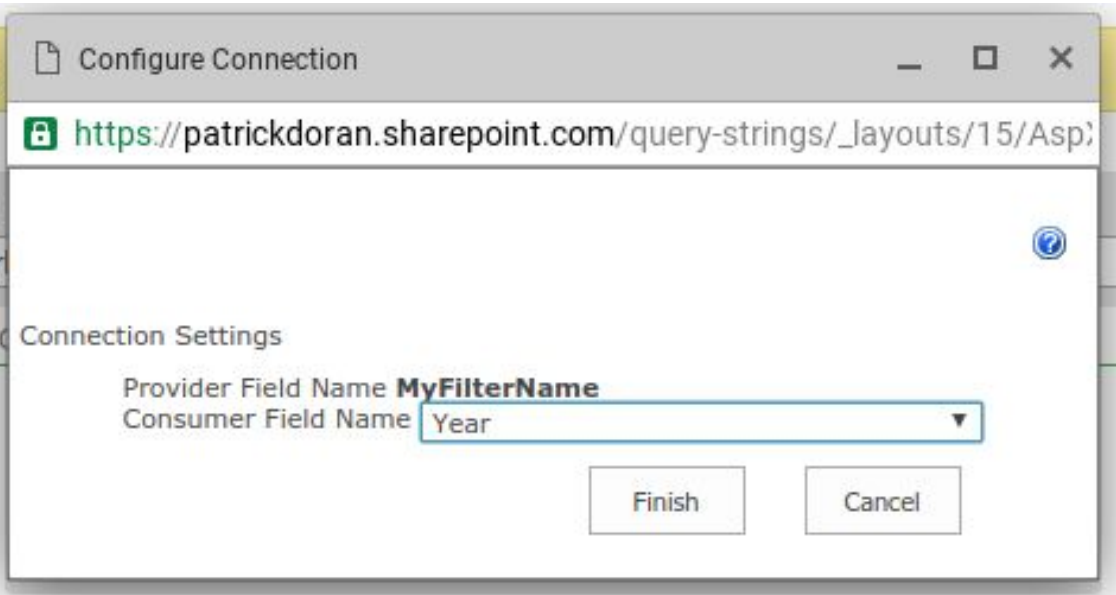 Configure Connection
https://patrickdoran.sharepoint.com/query-strings/_layouts/15/Asp
Connection Settings
Provider Field Name MyFilterName
Consumer Field Name Year
Finish Cancel